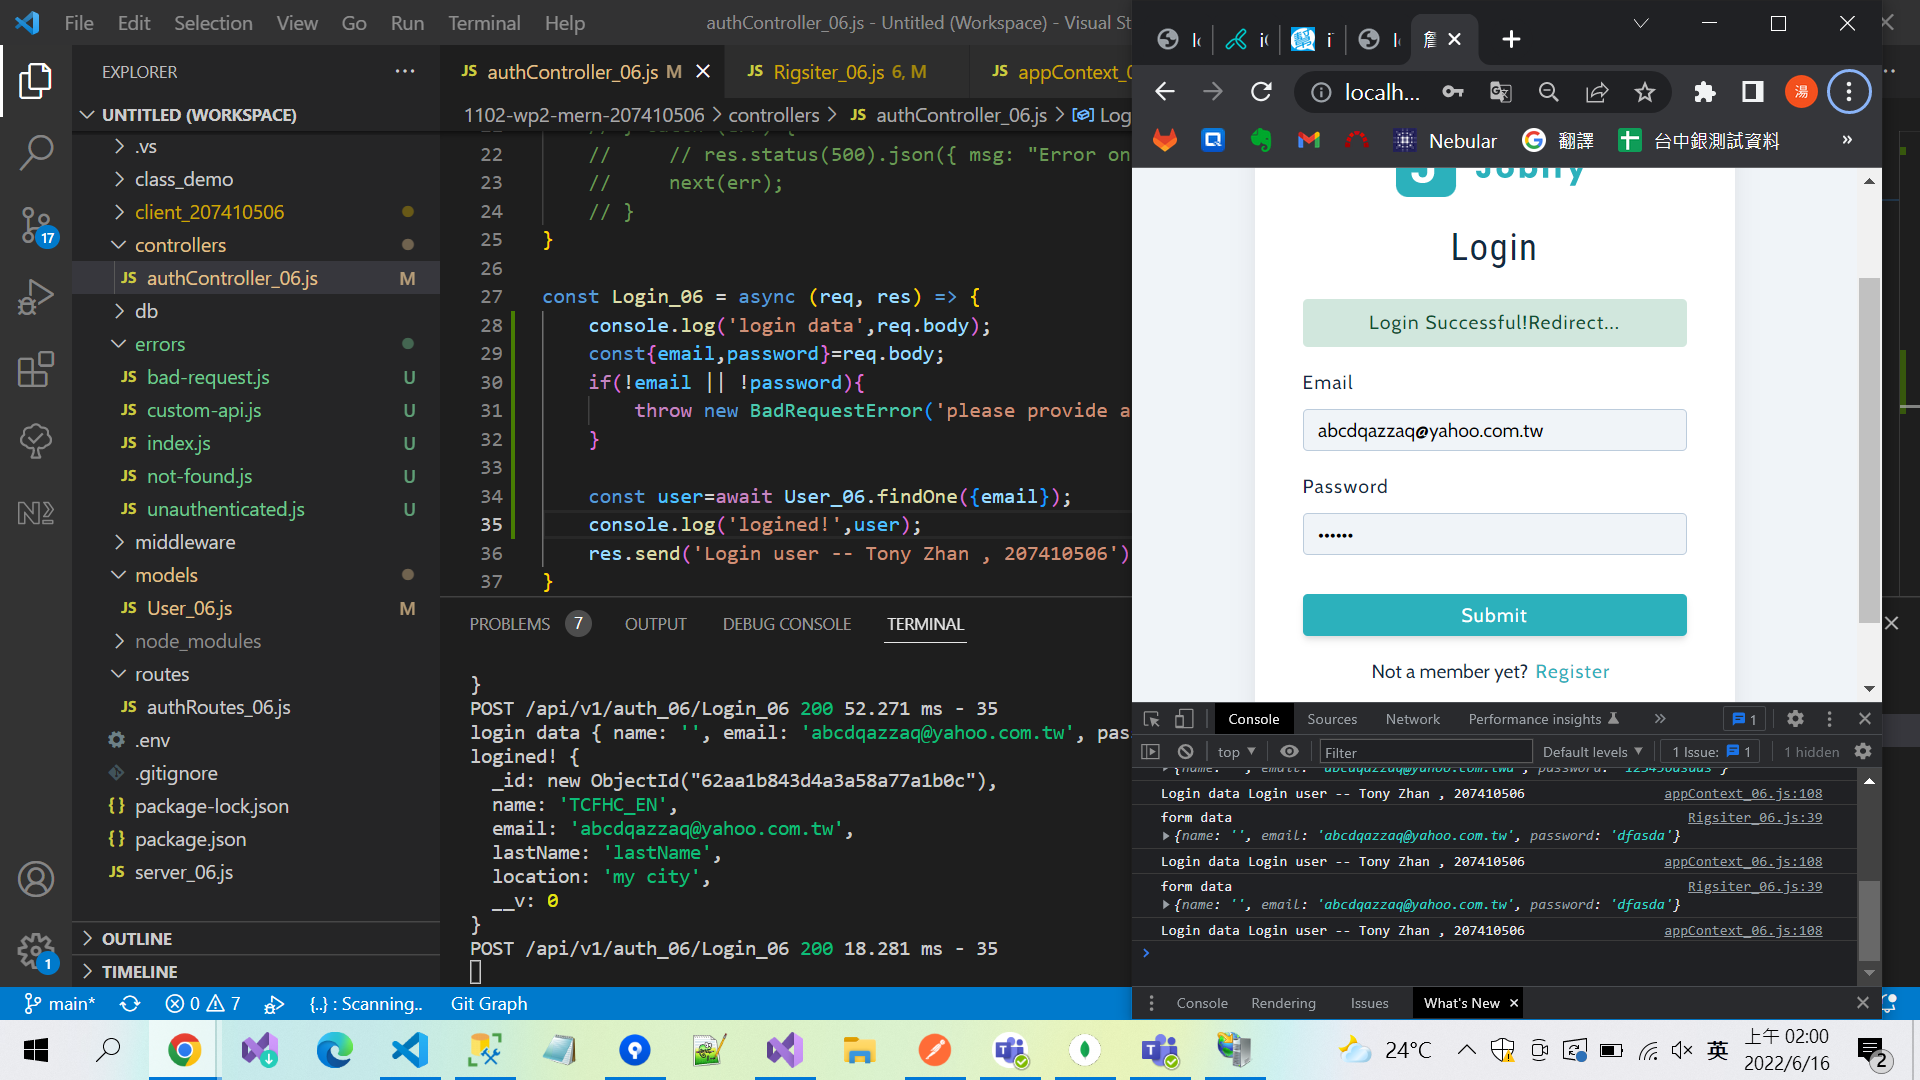 File Edit Selection View Go Run Terminal Help
authController_06.js - Untitled (Workspace) - Visual St
EXPLORER
UNTITLED (WORKSPACE)
.vs
class_demo
client_207410506
controllers
JS authController_06.js M
db
errors
JS bad-request.js U
JS custom-api.js U
JS index.js U
JS not-found.js U
JS unauthenticated.js U
middleware
models
JS User_06.js M
node_modules
routes
JS authRoutes_06.js
.env
.gitignore
{} package-lock.json
{} package.json
JS server_06.js
OUTLINE
TIMELINE
17
1
JS authController_06.js M
JS Rigsiter_06.js 6, M
JS appContext_0
1102-wp2-mern-207410506 > controllers > JS authController_06.js > Log
22 // // res.status(500).json({ msg: "Error on
23 // next(err);
24 // }
25 }
26
27 const Login_06 = async (req, res) => {
28 console.log('login data',req.body);
29 const{email,password}=req.body;
30 if(!email || !password){
31 throw new BadRequestError('please provide a
32 }
33
34 const user=await User_06.findOne({email});
35 console.log('logined!',user);
36 res.send('Login user -- Tony Zhan , 207410506')
37 }
PROBLEMS 7 OUTPUT DEBUG CONSOLE TERMINAL
}
POST /api/v1/auth_06/Login_06 200 52.271 ms - 35
login data { name: '', email: 'abcdqazzaq@yahoo.com.tw', pas
logined! {
_id: new ObjectId("62aa1b843d4a3a58a77a1b0c"),
name: 'TCFHC_EN',
email: 'abcdqazzaq@yahoo.com.tw',
lastName: 'lastName',
location: 'my city',
__v: 0
}
POST /api/v1/auth_06/Login_06 200 18.281 ms - 35
main* 0 7 {..} : Scanning.. Git Graph
localh...
湯
Nebular 翻譯 台中銀測試資料 »
Jobify
Login
Login Successful!Redirect...
Email
abcdqazzaq@yahoo.com.tw
Password
••••••
Submit
Not a member yet? Register
Console Sources Network Performance insights » 1
top Filter Default levels 1 Issue: 1 1 hidden
Login data Login user -- Tony Zhan , 207410506 appContext_06.js:108
form data Rigsiter_06.js:39
{name: '', email: 'abcdqazzaq@yahoo.com.tw', password: 'dfasda'}
Login data Login user -- Tony Zhan , 207410506 appContext_06.js:108
form data Rigsiter_06.js:39
{name: '', email: 'abcdqazzaq@yahoo.com.tw', password: 'dfasda'}
Login data Login user -- Tony Zhan , 207410506 appContext_06.js:108
Console Rendering Issues What's New
24°C 英 上午 02:00
2022/6/16
2